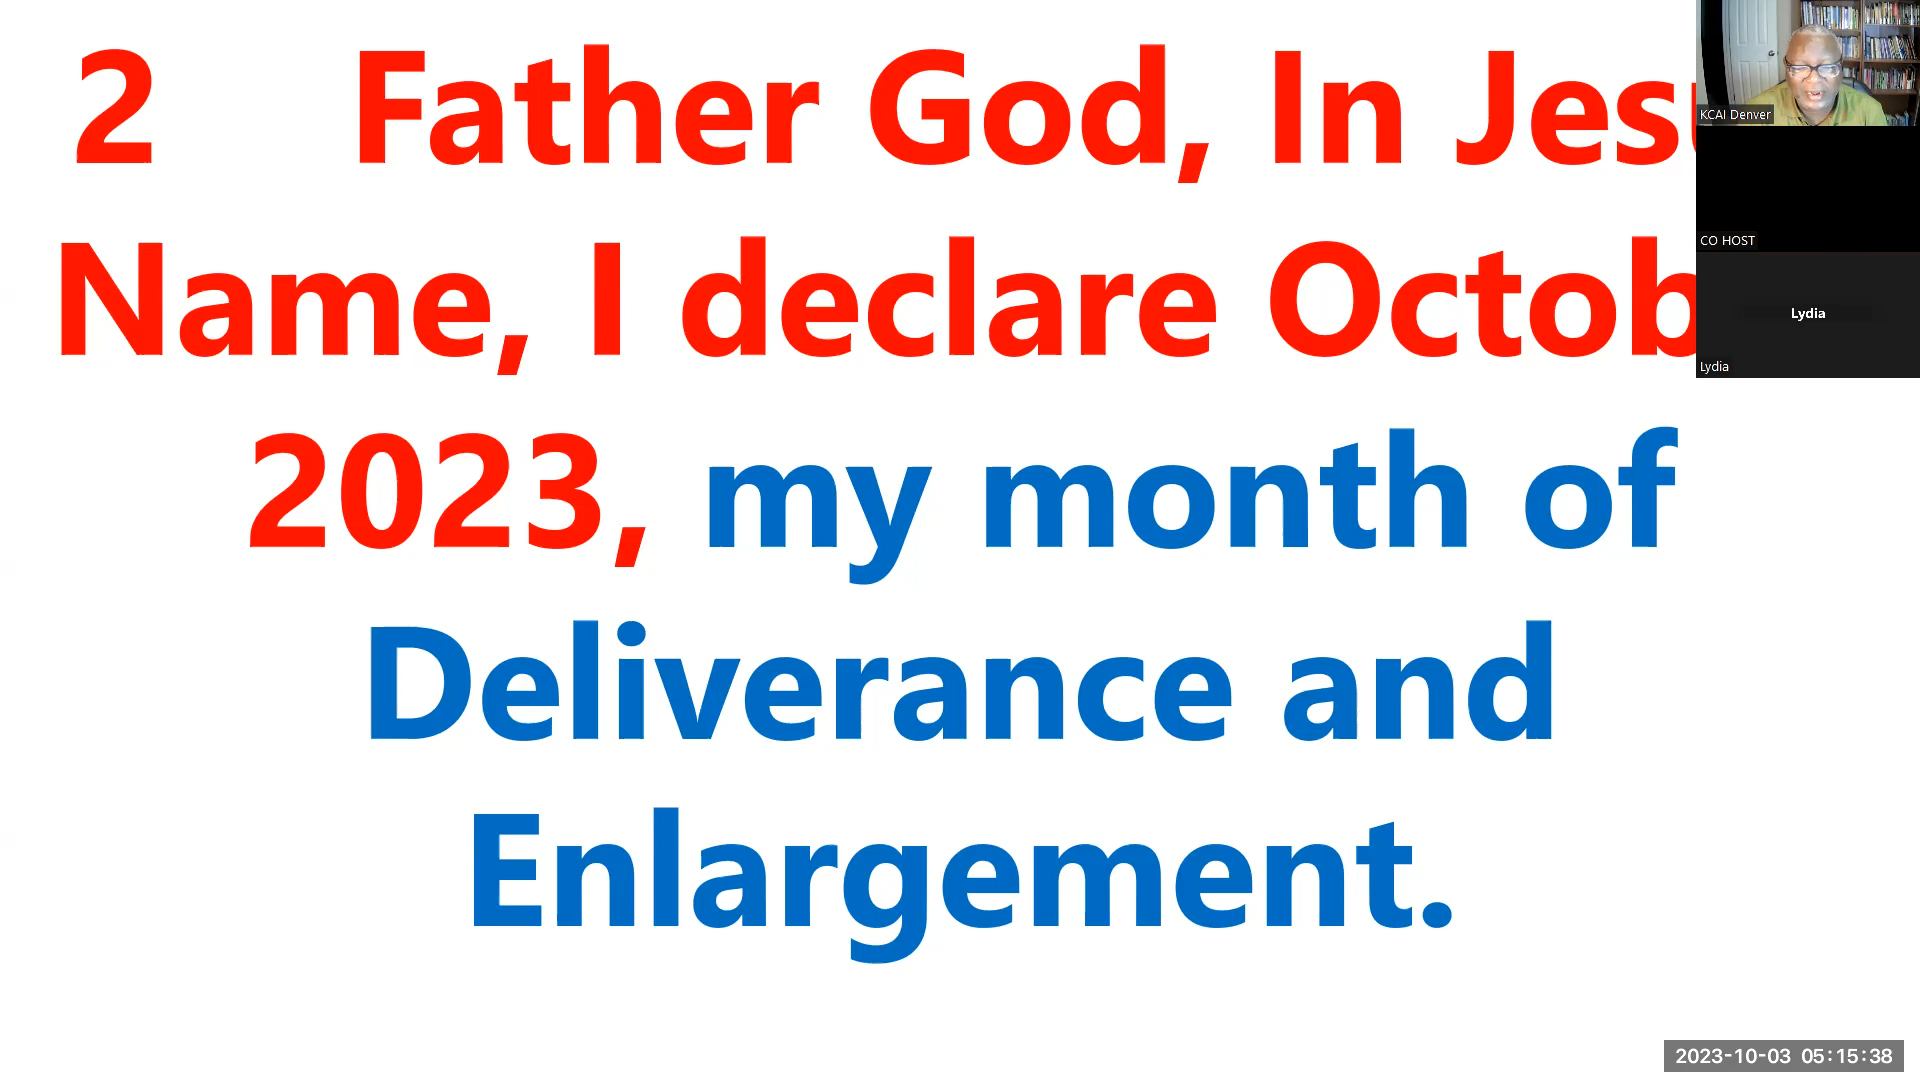 2 Father God, In Jesu
Name, I declare Octob
2023, my month of
Deliverance and
Enlargement.
KCAI Denver
CO HOST
Lydia
Lydia
2023-10-03 05:15:38